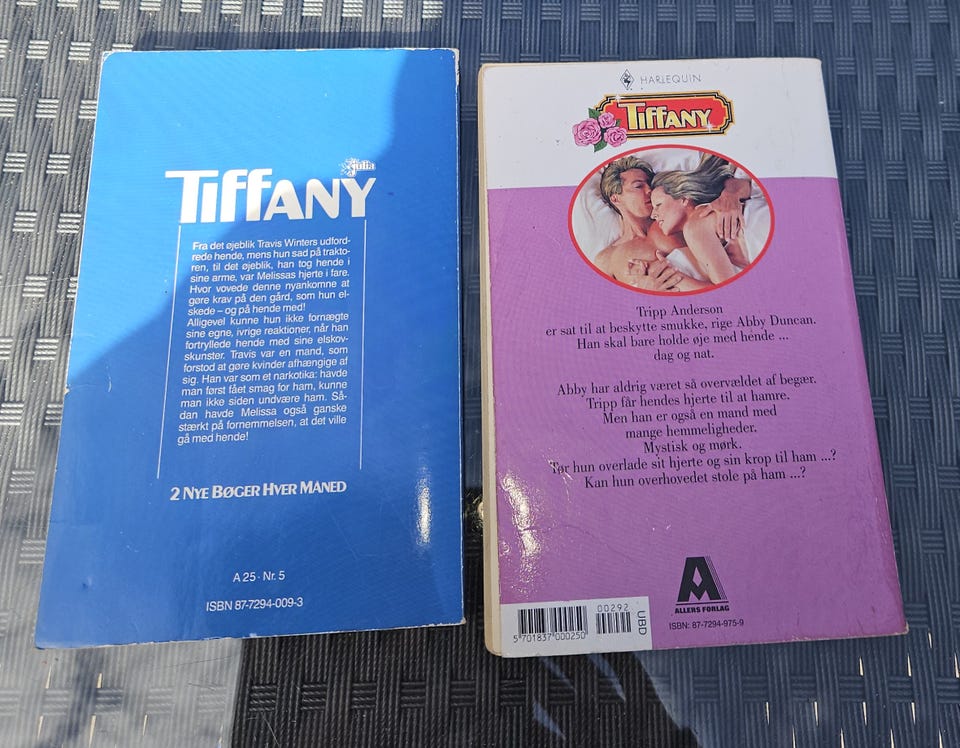 Julia
TIFFANY
Fra det øjeblik Travis Winters udford-
rede hende, mens hun sad på trakto-
ren, til det øjeblik, han tog hende i
sine arme, var Melissas hjerte i fare.
Hvor vovede denne nyankomne at
gøre krav på den gård, som hun el-
skede – og på hende med!
Alligevel kunne hun ikke fornægte
sine egne, ivrige reaktioner, når han
fortryllede hende med sine elskov-
skunster. Travis var en mand, som
forstod at gøre kvinder afhængige af
sig. Han var som et narkotika: havde
man først fået smag for ham, kunne
man ikke siden undvære ham. Så-
dan havde Melissa også ganske
stærkt på fornemmelsen, at det ville
gå med hende!
2 NYE BØGER HVER MANED
A 25 · Nr. 5
ISBN 87-7294-009-3
HARLEQUIN
TIFFANY
Tripp Anderson
er sat til at beskytte smukke, rige Abby Duncan.
Han skal bare holde øje med hende ...
dag og nat.
Abby har aldrig været så overvældet af begær.
Tripp får hendes hjerte til at hamre.
Men han er også en mand med
mange hemmeligheder.
Mystisk og mørk.
Tør hun overlade sit hjerte og sin krop til ham ...?
Kan hun overhovedet stole på ham ...?
A
ALLERS FORLAG
ISBN: 87-7294-975-9
00292
5 701837 000250
UBD